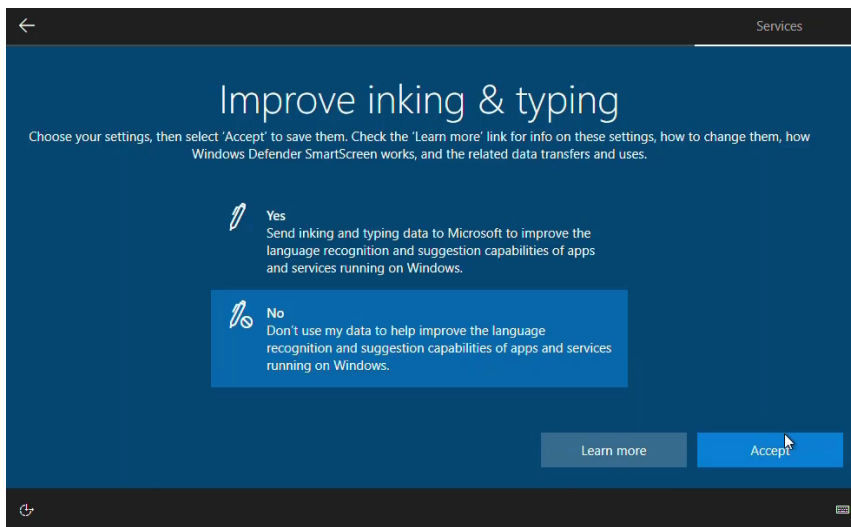 Services
Improve inking & typing
Choose your settings, then select 'Accept' to save them. Check the 'Learn more' link for info on these settings, how to change them, how
Windows Defender SmartScreen works, and the related data transfers and uses.
Yes
Send inking and typing data to Microsoft to improve the
language recognition and suggestion capabilities of apps
and services running on Windows.
No
Don't use my data to help improve the language
recognition and suggestion capabilities of apps and services
running on Windows.
Learn more
Accept